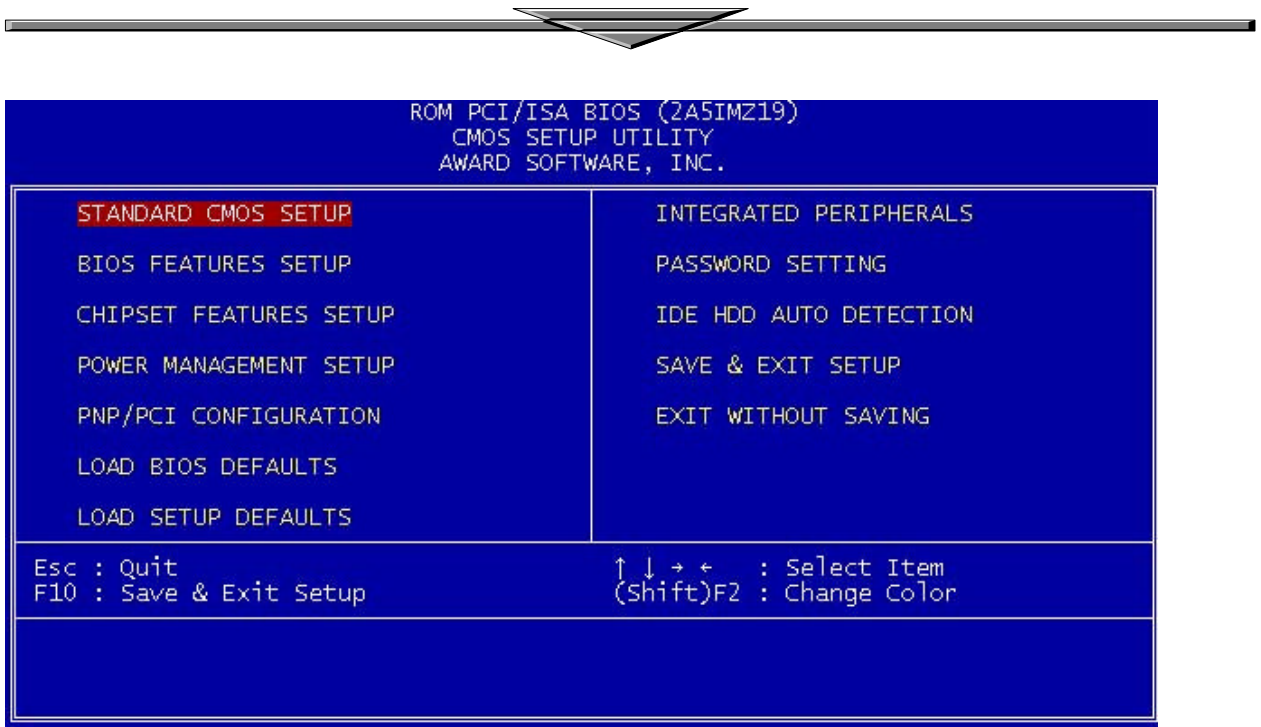 ROM PCI/ISA BIOS (2A5IMZ19)
CMOS SETUP UTILITY
AWARD SOFTWARE, INC.
STANDARD CMOS SETUP
BIOS FEATURES SETUP
CHIPSET FEATURES SETUP
POWER MANAGEMENT SETUP
PNP/PCI CONFIGURATION
LOAD BIOS DEFAULTS
LOAD SETUP DEFAULTS
INTEGRATED PERIPHERALS
PASSWORD SETTING
IDE HDD AUTO DETECTION
SAVE & EXIT SETUP
EXIT WITHOUT SAVING
Esc : Quit
F10 : Save & Exit Setup
↑ ↓ → ← : Select Item
(Shift)F2 : Change Color